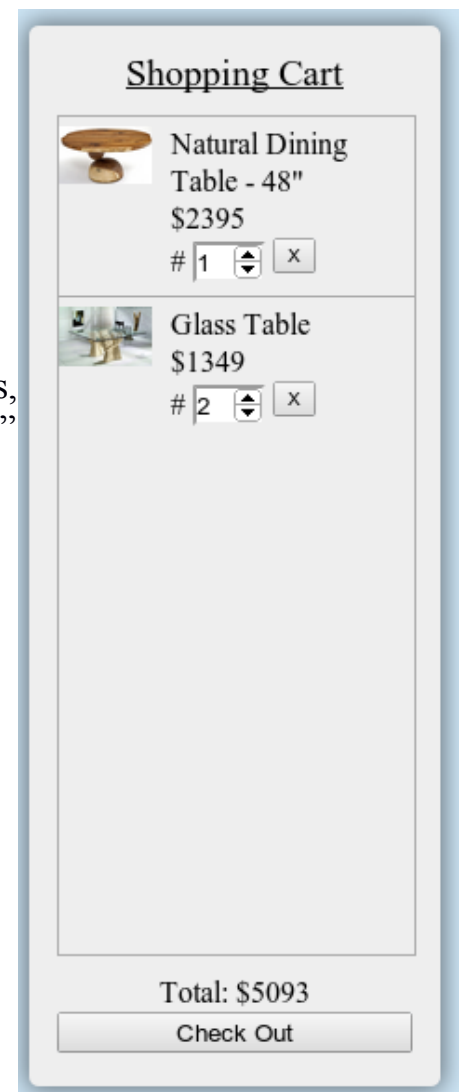 Shopping Cart
Natural Dining
Table - 48"
$2395
# 1 x
Glass Table
$1349
s,
# 2 x
”
Total: $5093
Check Out